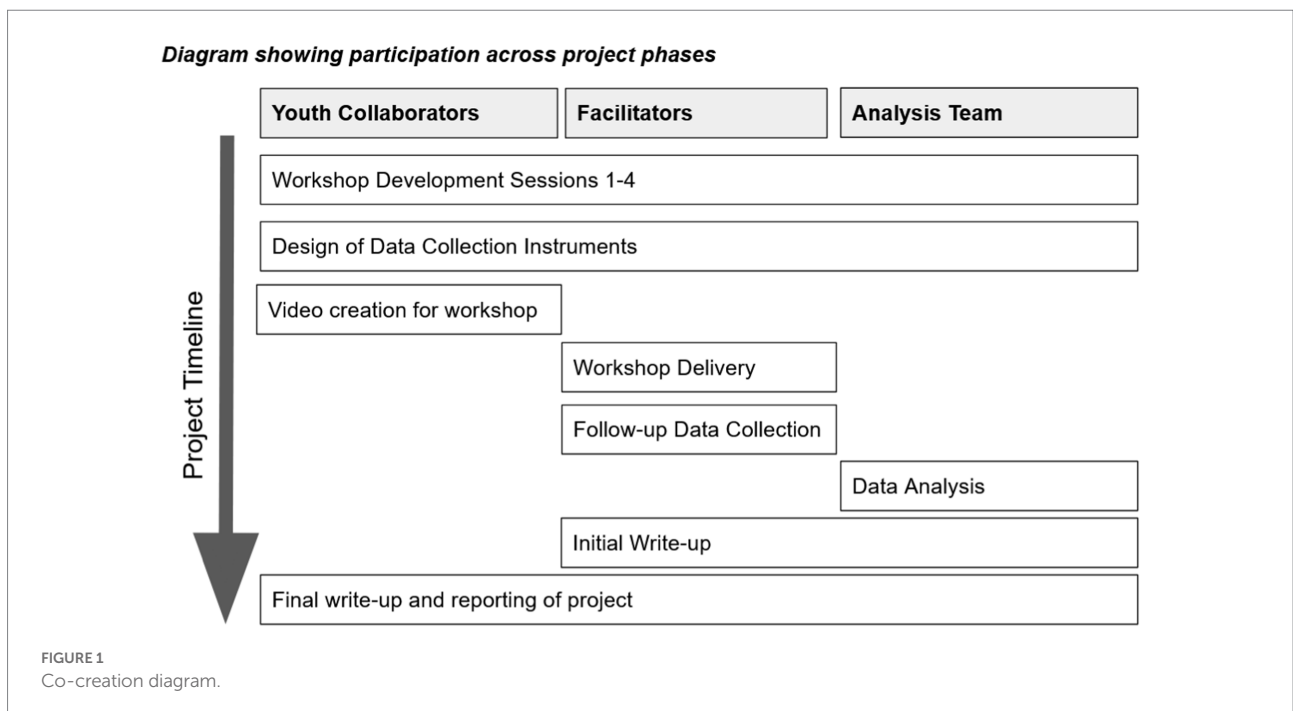 Diagram showing participation across project phases
Youth Collaborators
Facilitators
Analysis Team
Workshop Development Sessions 1-4
Design of Data Collection Instruments
Video creation for workshop
Workshop Delivery
Follow-up Data Collection
Data Analysis
Initial Write-up
Final write-up and reporting of project
Project Timeline
FIGURE 1
Co-creation diagram.